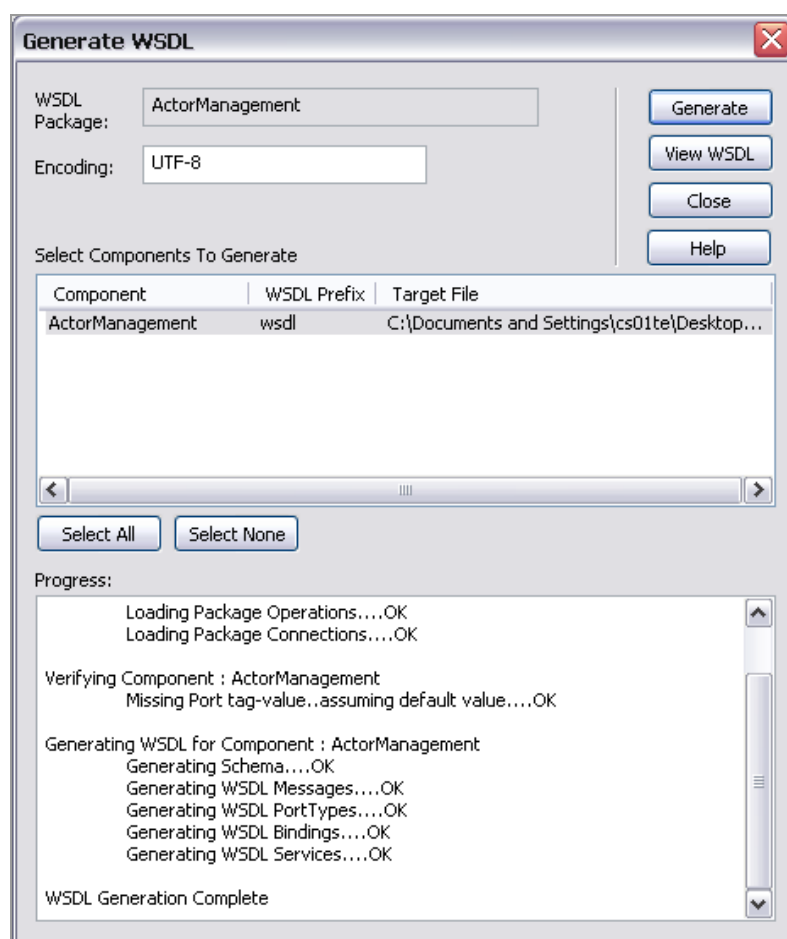 Generate WSDL
WSDL
Package:
ActorManagement
Generate
Encoding:
UTF-8
View WSDL
Close
Help
Select Components To Generate
Component WSDL Prefix Target File
ActorManagement wsdl C:\Documents and Settings\cs01te\Desktop...
Select All Select None
Progress:
Loading Package Operations....OK
Loading Package Connections....OK
Verifying Component : ActorManagement
Missing Port tag-value..assuming default value....OK
Generating WSDL for Component : ActorManagement
Generating Schema....OK
Generating WSDL Messages....OK
Generating WSDL PortTypes....OK
Generating WSDL Bindings....OK
Generating WSDL Services....OK
WSDL Generation Complete